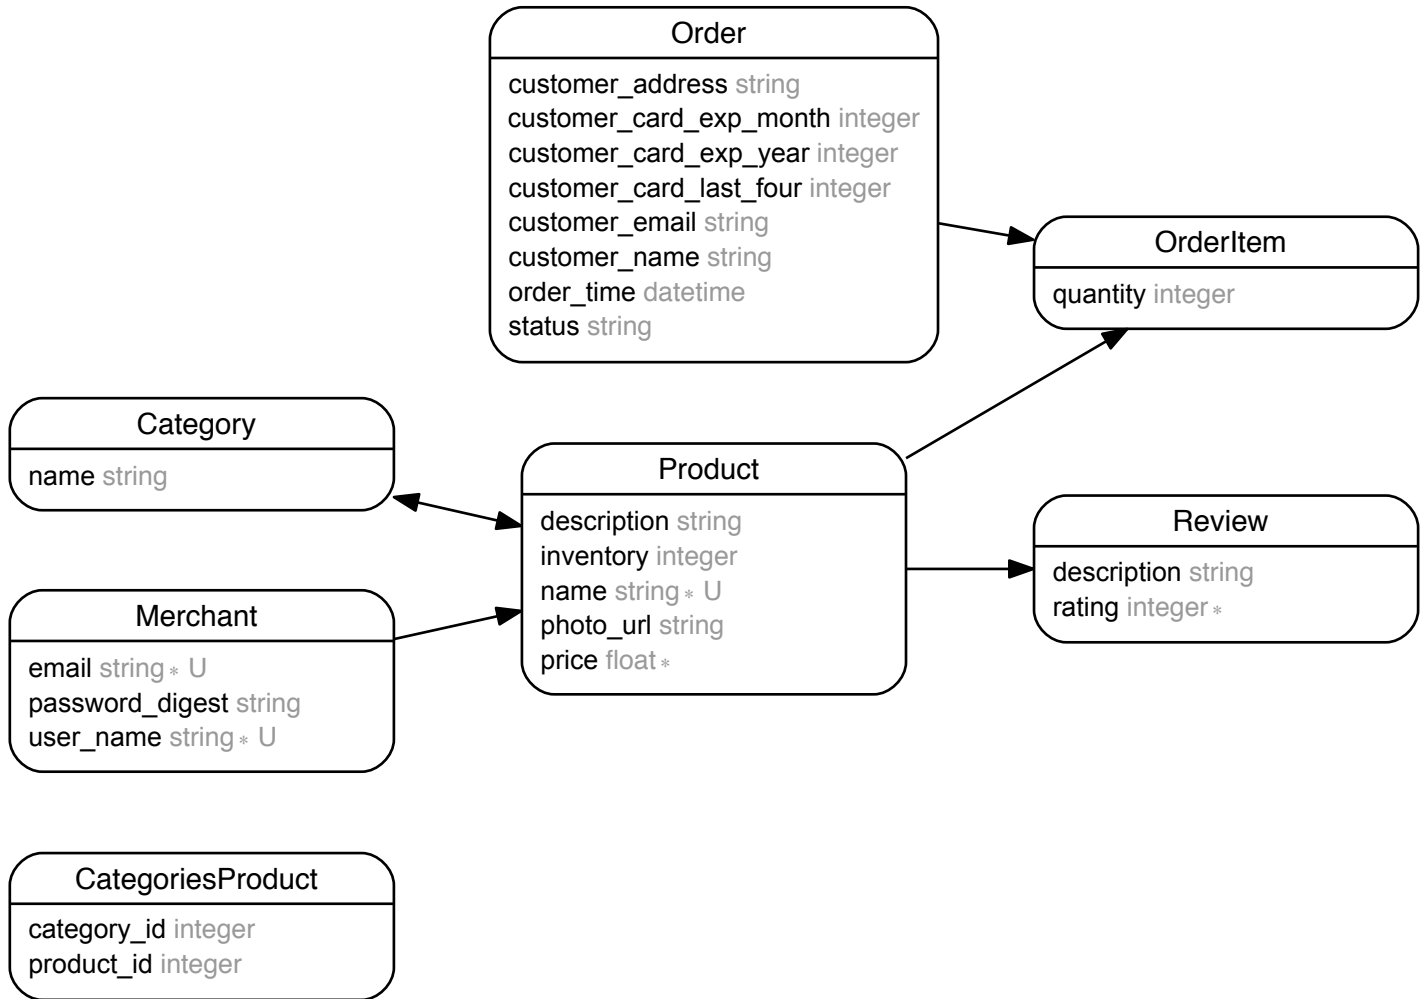 Order
customer_address string
customer_card_exp_month integer
customer_card_exp_year integer
customer_card_last_four integer
customer_email string
customer_name string
order_time datetime
status string
OrderItem
quantity integer
Category
name string
Product
description string
inventory integer
name string* U
photo_url string
price float*
Review
description string
rating integer*
Merchant
email string* U
password_digest string
user_name string* U
CategoriesProduct
category_id integer
product_id integer